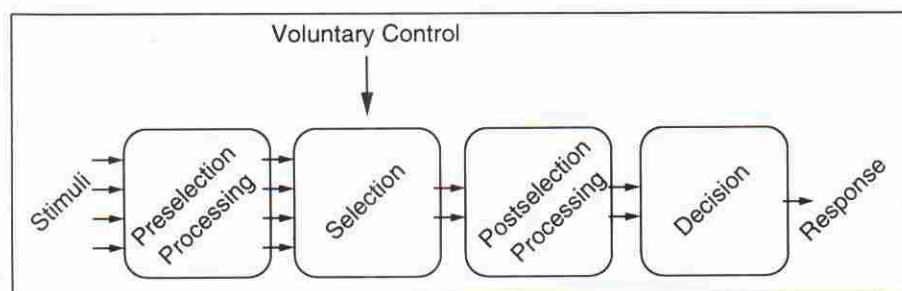 Voluntary Control
Stimuli
Preselection
Processing
Selection
Postselection
Processing
Decision
Response